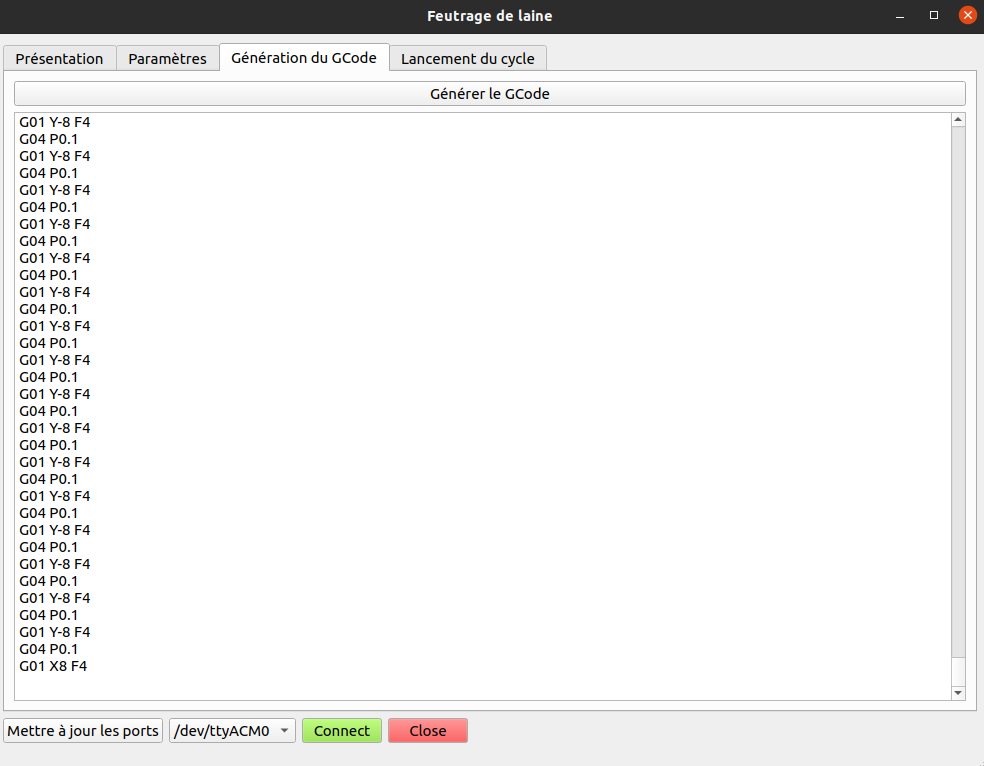 Feutrage de laine
Présentation Paramètres Génération du GCode Lancement du cycle
Générer le GCode
G01 Y-8 F4
G04 P0.1
G01 Y-8 F4
G04 P0.1
G01 Y-8 F4
G04 P0.1
G01 Y-8 F4
G04 P0.1
G01 Y-8 F4
G04 P0.1
G01 Y-8 F4
G04 P0.1
G01 Y-8 F4
G04 P0.1
G01 Y-8 F4
G04 P0.1
G01 Y-8 F4
G04 P0.1
G01 Y-8 F4
G04 P0.1
G01 Y-8 F4
G04 P0.1
G01 Y-8 F4
G04 P0.1
G01 Y-8 F4
G04 P0.1
G01 Y-8 F4
G04 P0.1
G01 Y-8 F4
G04 P0.1
G01 Y-8 F4
G04 P0.1
G01 X8 F4
Mettre à jour les ports /dev/ttyACM0 Connect Close